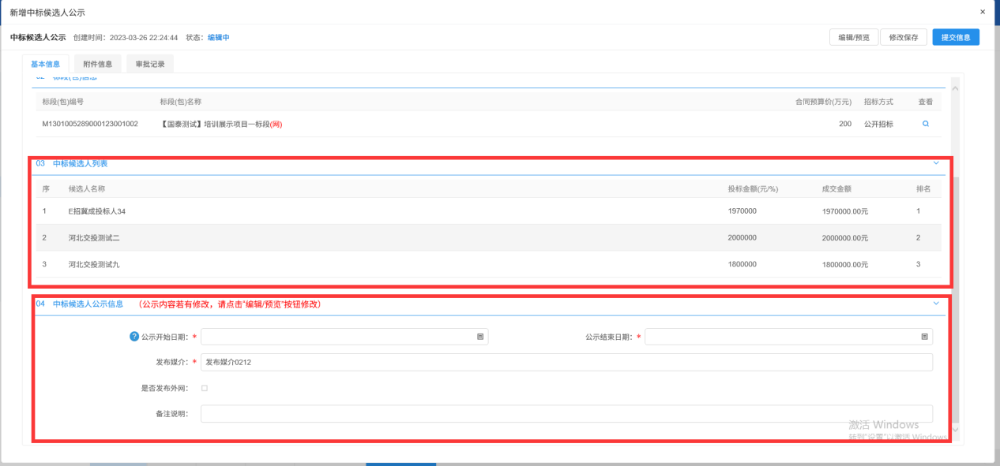 新增中标侯选人公示 ×
中标候选人公示 创建时间：2023-03-26 22:24:44 状态：编辑中 编辑/预览 修改保存 提交信息
基本信息 附件信息 审批记录
02 标段(包)信息
标段(包)编号 标段(包)名称 合同预算价(万元) 招标方式 查看
M1301005289000123001002 【国泰测试】培训展示项目一标段(网) 200 公开招标
03 中标候选人列表
序 候选人名称 投标金额(元/%) 成交金额 排名
1 E招冀成投标人34 1970000 1970000.00元 1
2 河北交投测试二 2000000 2000000.00元 2
3 河北交投测试九 1800000 1800000.00元 3
04 中标候选人公示信息 （公示内容若有修改，请点击"编辑/预览"按钮修改）
? 公示开始日期：* 公示结束日期：*
发布媒介：* 发布媒介0212
是否发布外网：
备注说明：
激活 Windows
转到"设置"以激活 Windows